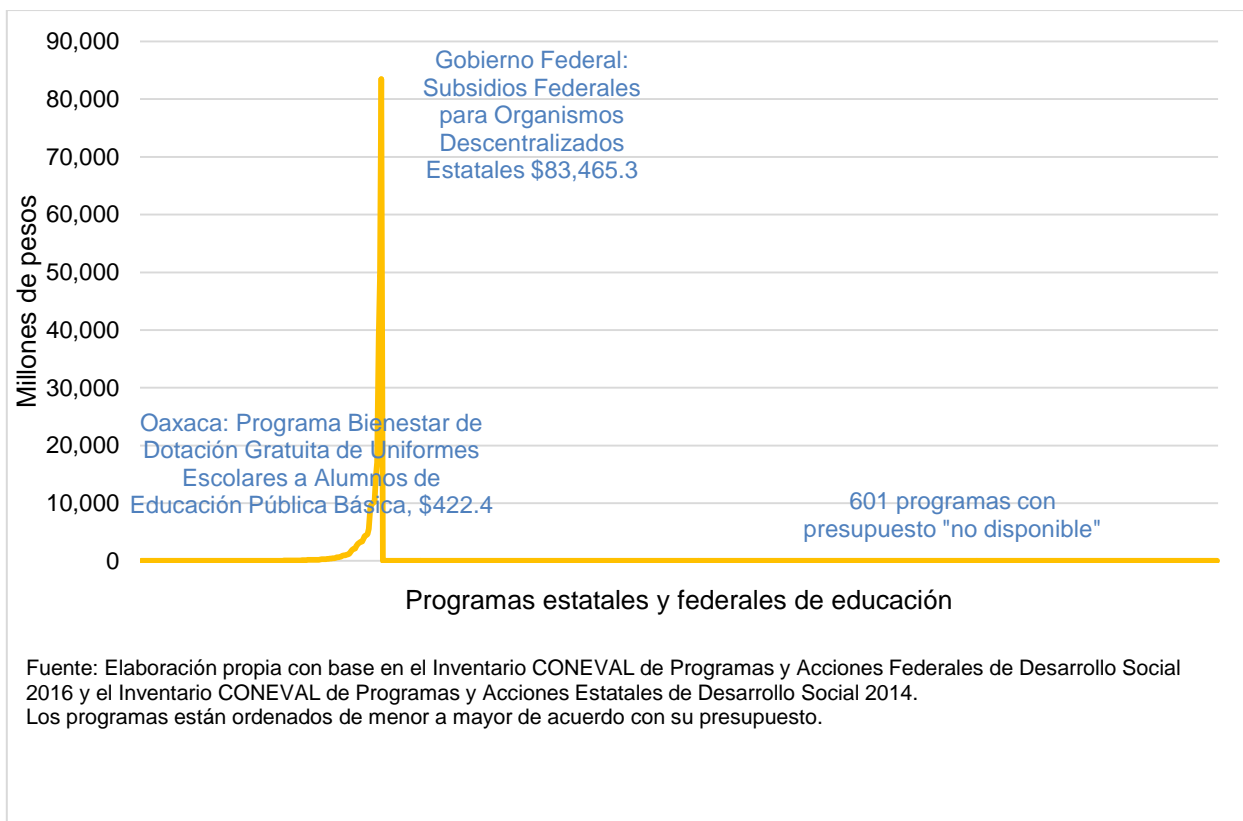 90,000
80,000
70,000
60,000
50,000
40,000
30,000
20,000
10,000
0
Millones de pesos
Gobierno Federal:
Subsidios Federales
para Organismos
Descentralizados
Estatales $83,465.3
Oaxaca: Programa Bienestar de
Dotación Gratuita de Uniformes
Escolares a Alumnos de
Educación Pública Básica, $422.4
601 programas con
presupuesto "no disponible"
Programas estatales y federales de educación
Fuente: Elaboración propia con base en el Inventario CONEVAL de Programas y Acciones Federales de Desarrollo Social
2016 y el Inventario CONEVAL de Programas y Acciones Estatales de Desarrollo Social 2014.
Los programas están ordenados de menor a mayor de acuerdo con su presupuesto.